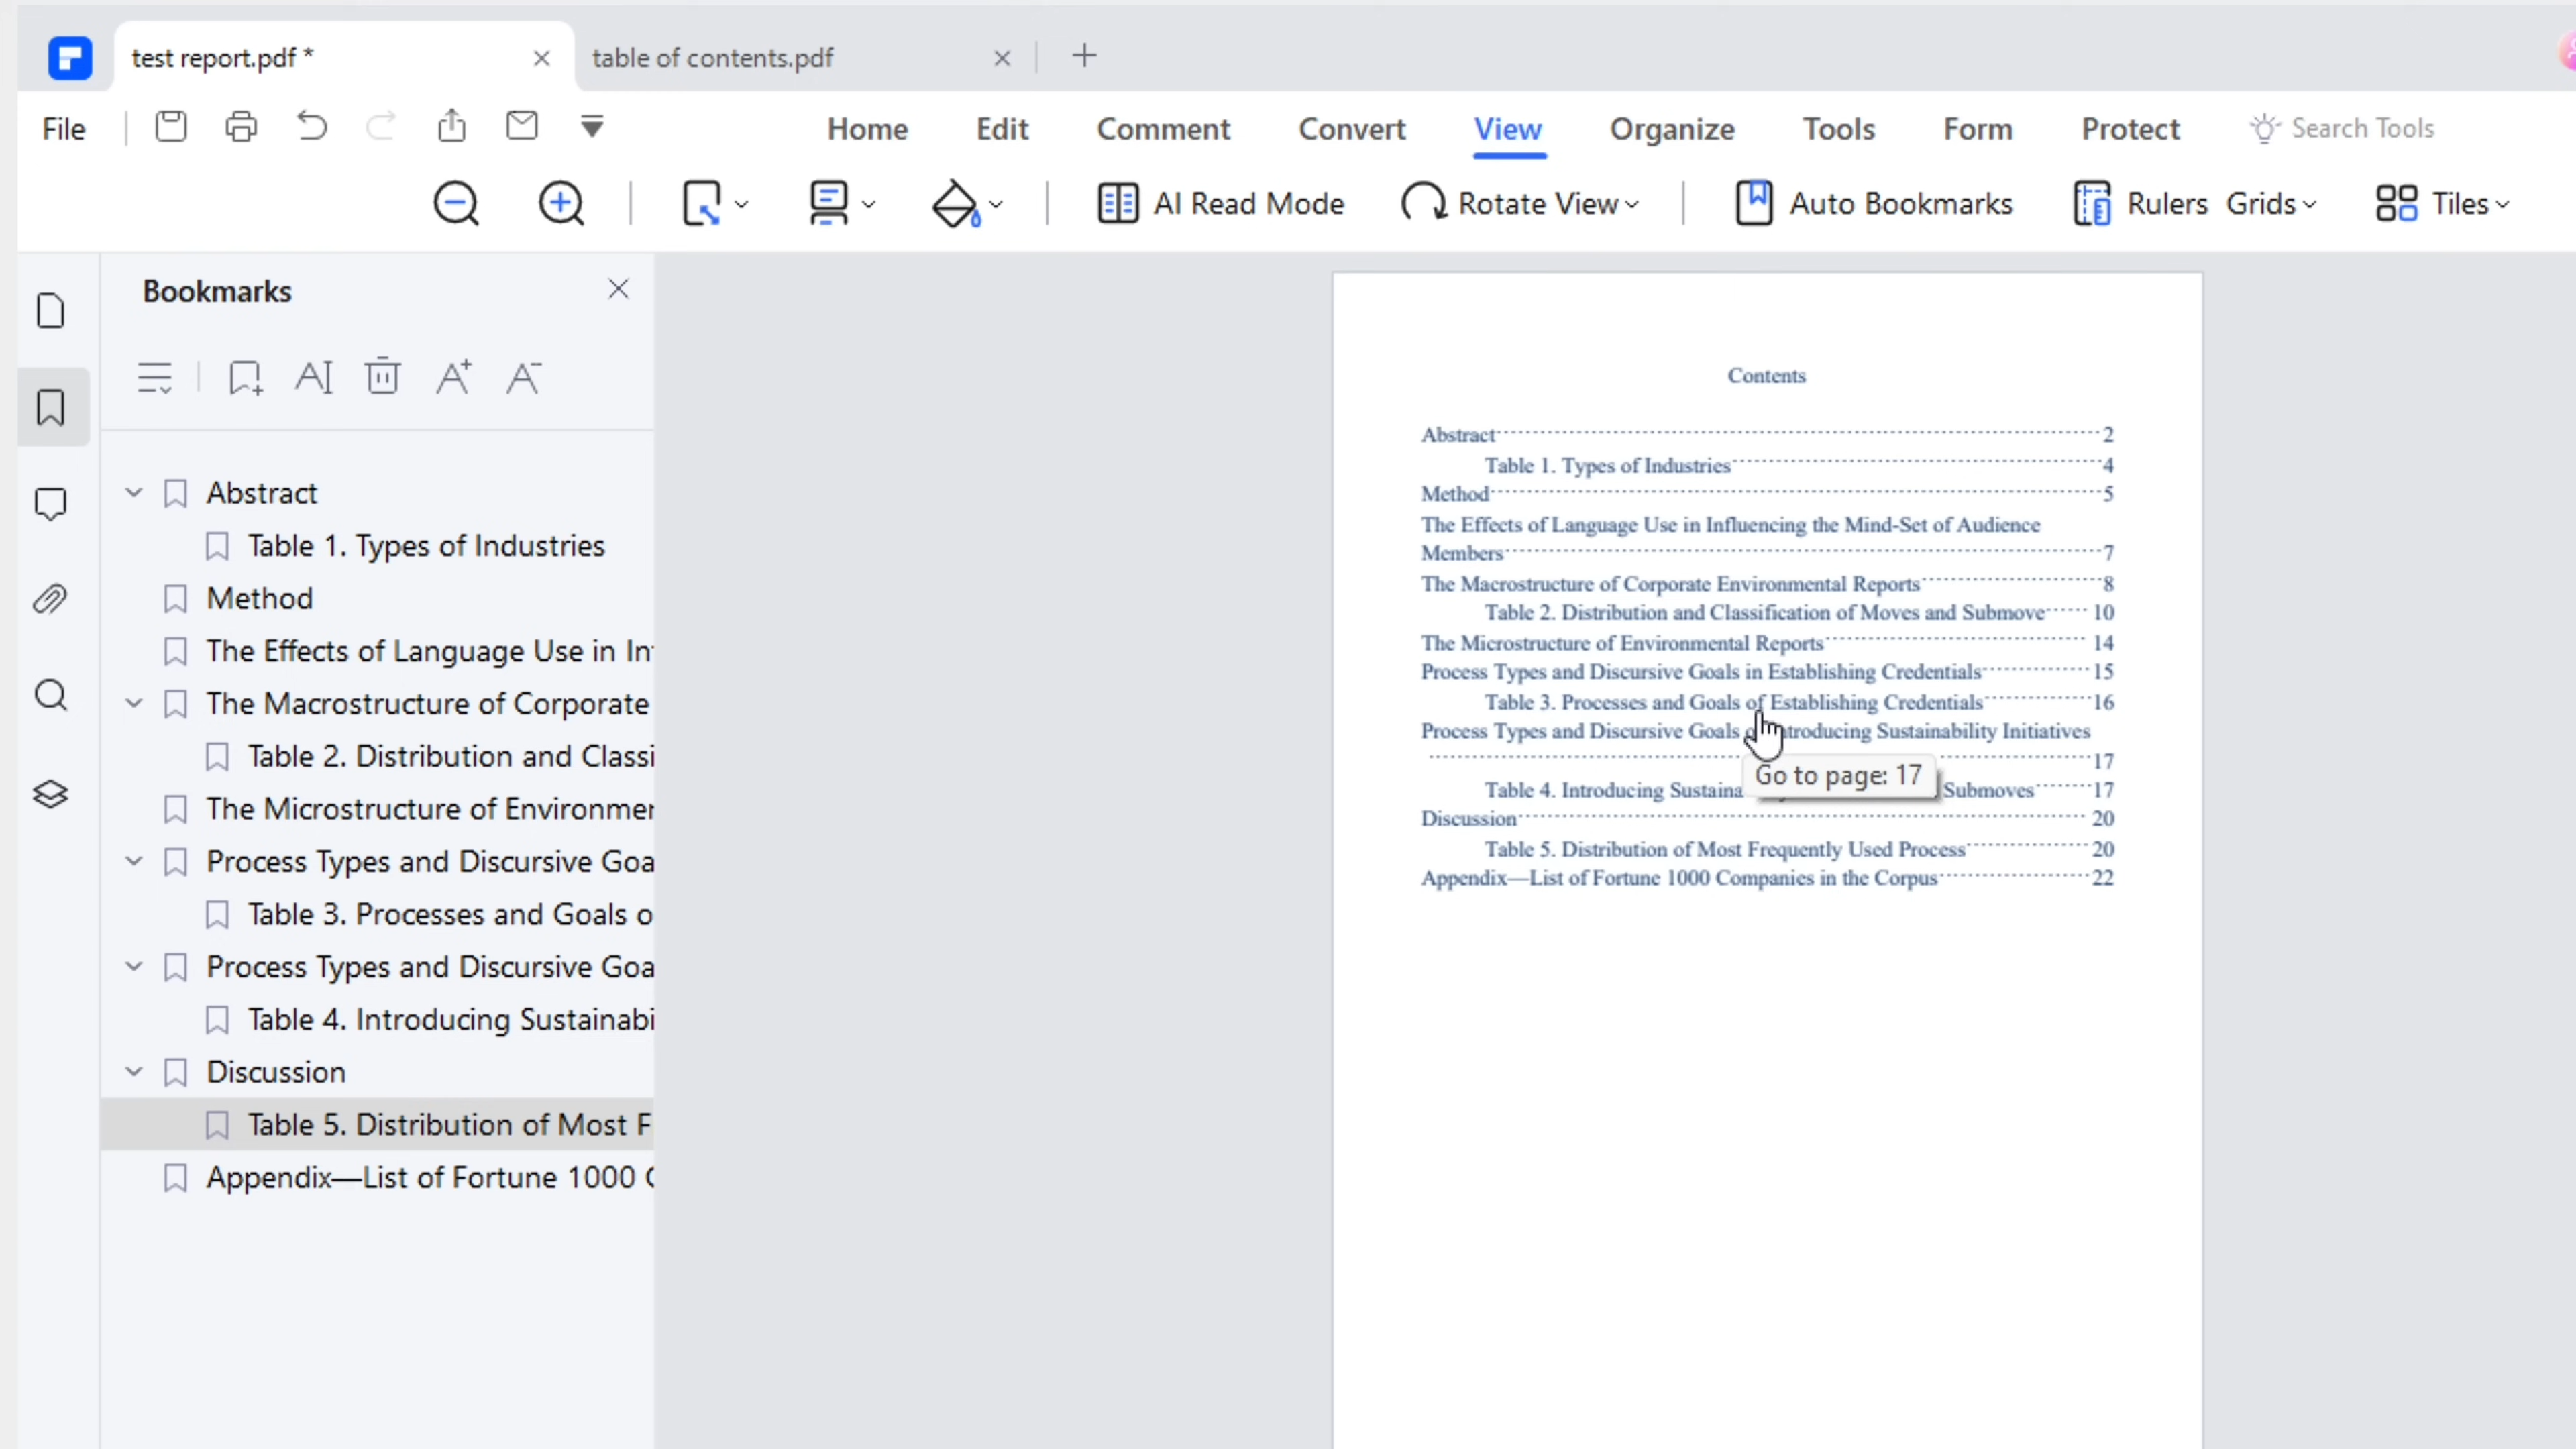 test report.pdf *
table of contents.pdf
File
Home
Edit
Comment
Convert
View
Organize
Tools
Form
Protect
Search Tools
AI Read Mode
Rotate View
Auto Bookmarks
Rulers
Grids
Tiles
Bookmarks
Abstract
Table 1. Types of Industries
Method
The Effects of Language Use in In
The Macrostructure of Corporate
Table 2. Distribution and Classi
The Microstructure of Environmen
Process Types and Discursive Goa
Table 3. Processes and Goals o
Process Types and Discursive Goa
Table 4. Introducing Sustainabi
Discussion
Table 5. Distribution of Most F
Appendix—List of Fortune 1000
Contents
Abstract 2
Table 1. Types of Industries 4
Method 5
The Effects of Language Use in Influencing the Mind-Set of Audience
Members 7
The Macrostructure of Corporate Environmental Reports 8
Table 2. Distribution and Classification of Moves and Submove 10
The Microstructure of Environmental Reports 14
Process Types and Discursive Goals in Establishing Credentials 15
Table 3. Processes and Goals of Establishing Credentials 16
Process Types and Discursive Goals ntroducing Sustainability Initiatives
17
Go to page: 17
Table 4. Introducing Sustaina Submoves 17
Discussion 20
Table 5. Distribution of Most Frequently Used Process 20
Appendix—List of Fortune 1000 Companies in the Corpus 22